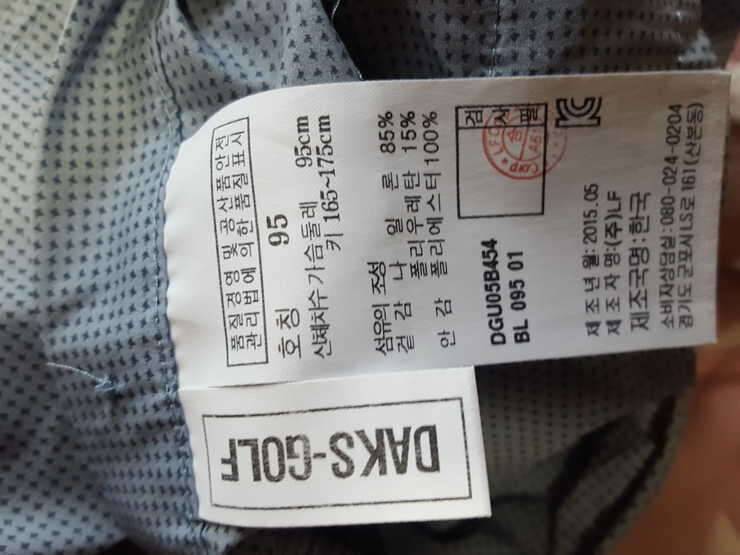 품질 경영 및 공산품 안전
관리법에 의한 품질 표시
호칭 95
신체치수 가슴둘레 95cm
키 165~175cm
섬유의 조성
겉감 나일론 85%
폴리우레탄 15%
안감 폴리에스터 100%
검사필
DGU05B454
BL 095 01
제조년월: 2015.05
제조자명:(주)LF
제조국명:한국
소비자상담실:080-024-0204
경기도 군포시 LS로 161(산본동)
DAKS-GOLF